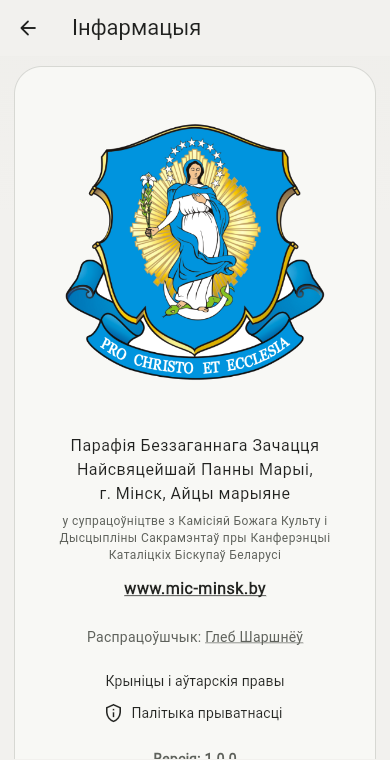 Інфармацыя
PRO CHRISTO ET ECCLESIA
Парафія Беззаганнага Зачацця
Найсвяцейшай Панны Марыі,
г. Мінск, Айцы марыяне
у супрацоўніцтве з Камісіяй Божага Культу і
Дысцыпліны Сакрамэнтаў пры Канферэнцыі
Каталіцкіх Біскупаў Беларусі
www.mic-minsk.by
Распрацоўшчык: Глеб Шаршнёў
Крыніцы і аўтарскія правы
Палітыка прыватнасці
Версія: 1.0.0